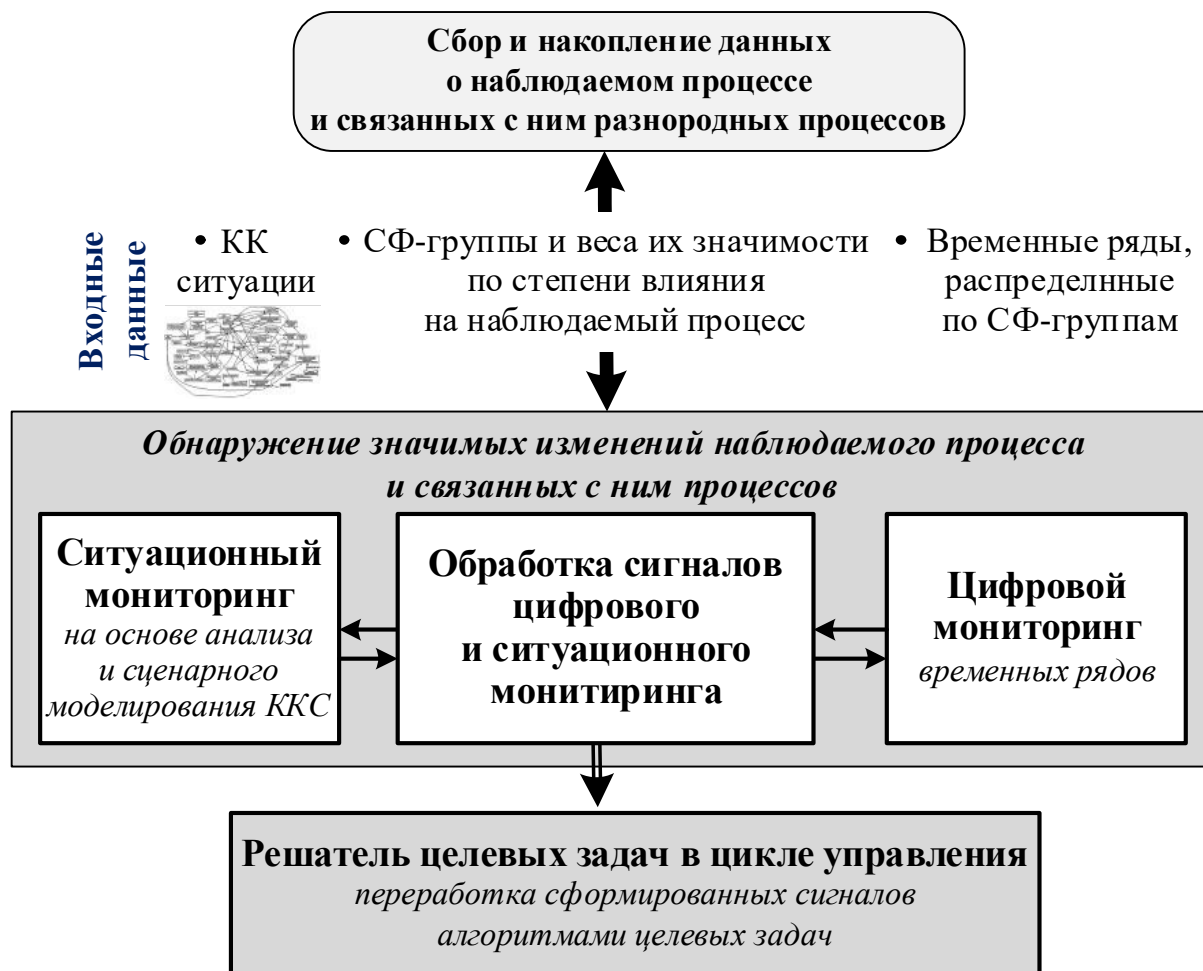 Сбор и накопление данных
о наблюдаемом процессе
и связанных с ним разнородных процессов
Входные
данные
• КК
ситуации
• СФ-группы и веса их значимости
по степени влияния
на наблюдаемый процесс
• Временные ряды,
распределнные
по СФ-группам
Обнаружение значимых изменений наблюдаемого процесса
и связанных с ним процессов
Ситуационный
мониторинг
на основе анализа
и сценарного
моделирования ККС
Обработка сигналов
цифрового
и ситуационного
монитиринга
Цифровой
мониторинг
временных рядов
Решатель целевых задач в цикле управления
переработка сформированных сигналов
алгоритмами целевых задач